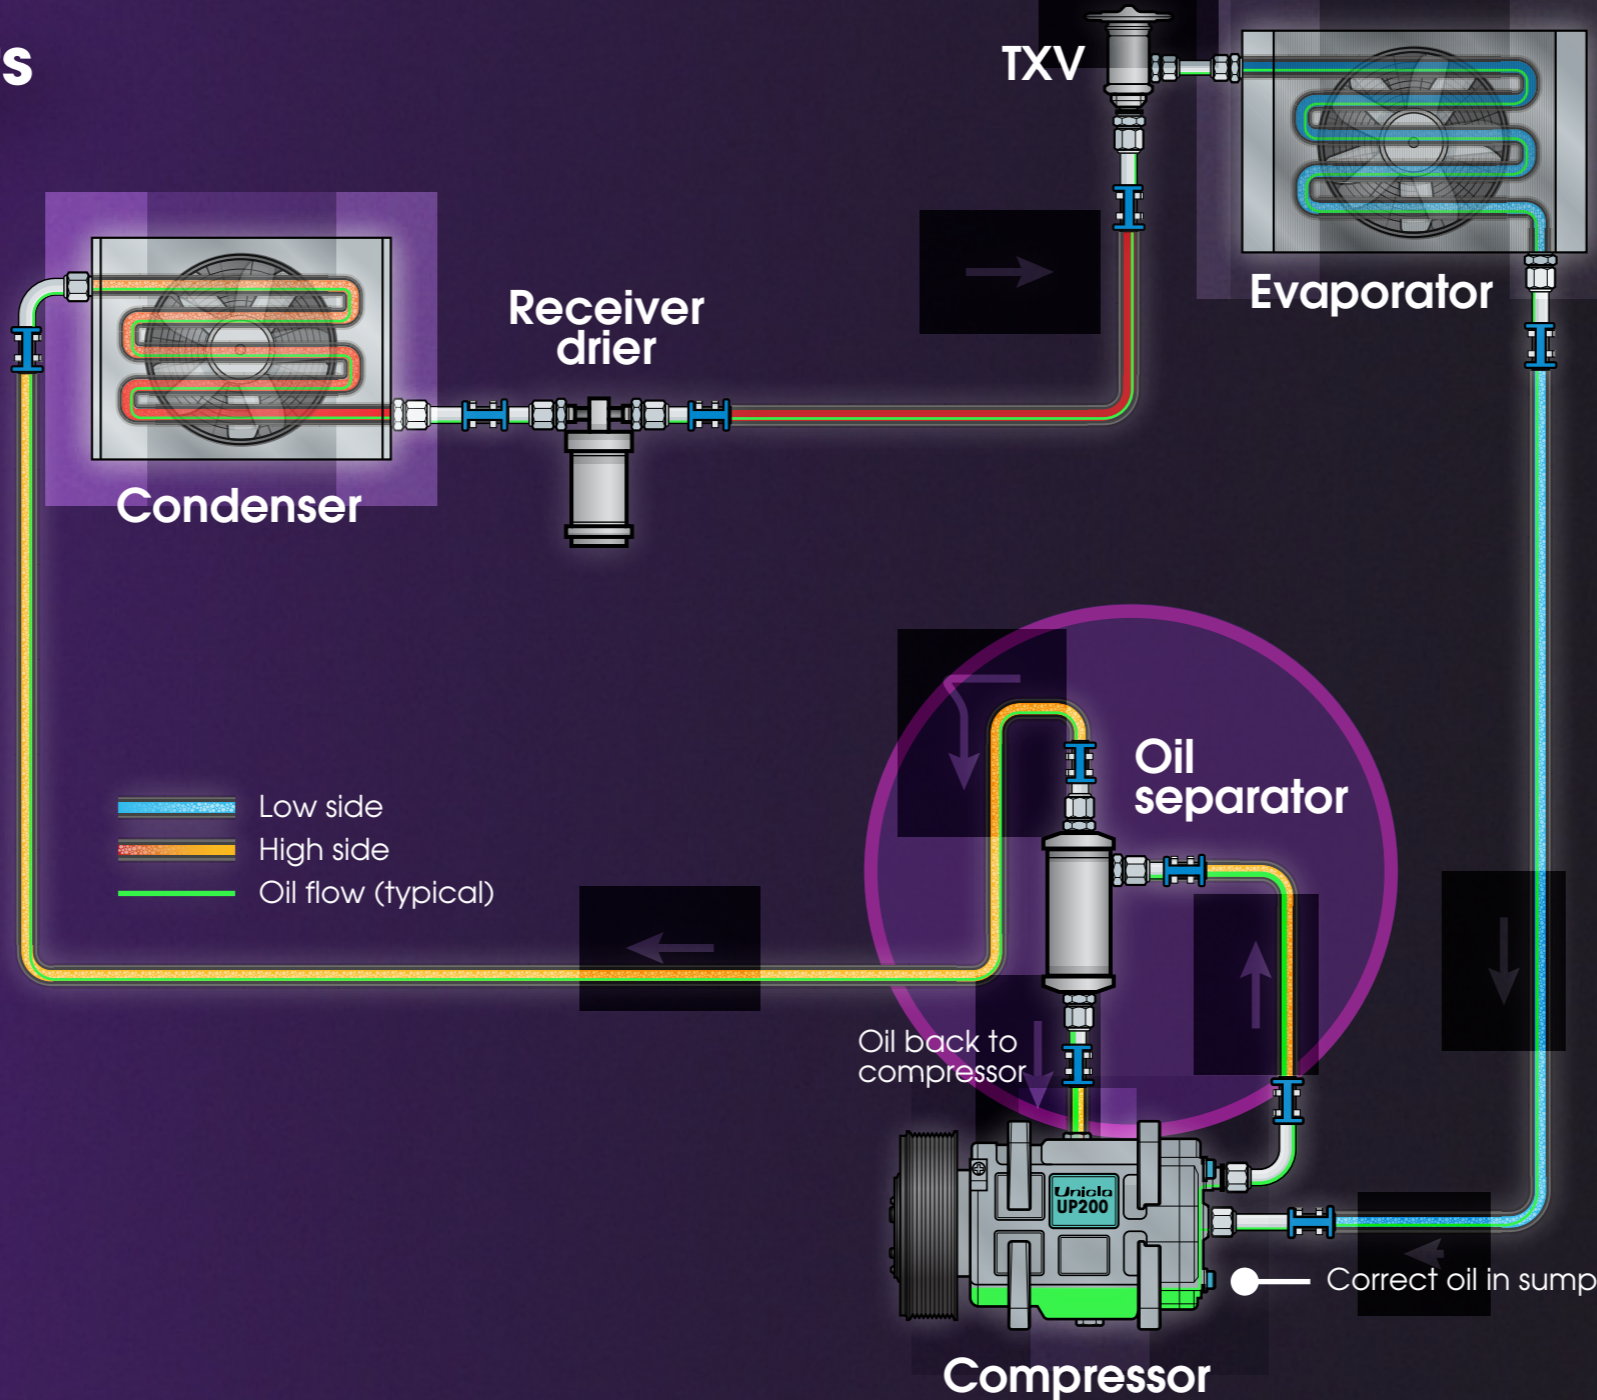 s
TXV
Evaporator
Receiver
drier
Condenser
Oil
separator
Low side
High side
Oil flow (typical)
Oil back to
compressor
Unicla
UP200
Correct oil in sump
Compressor